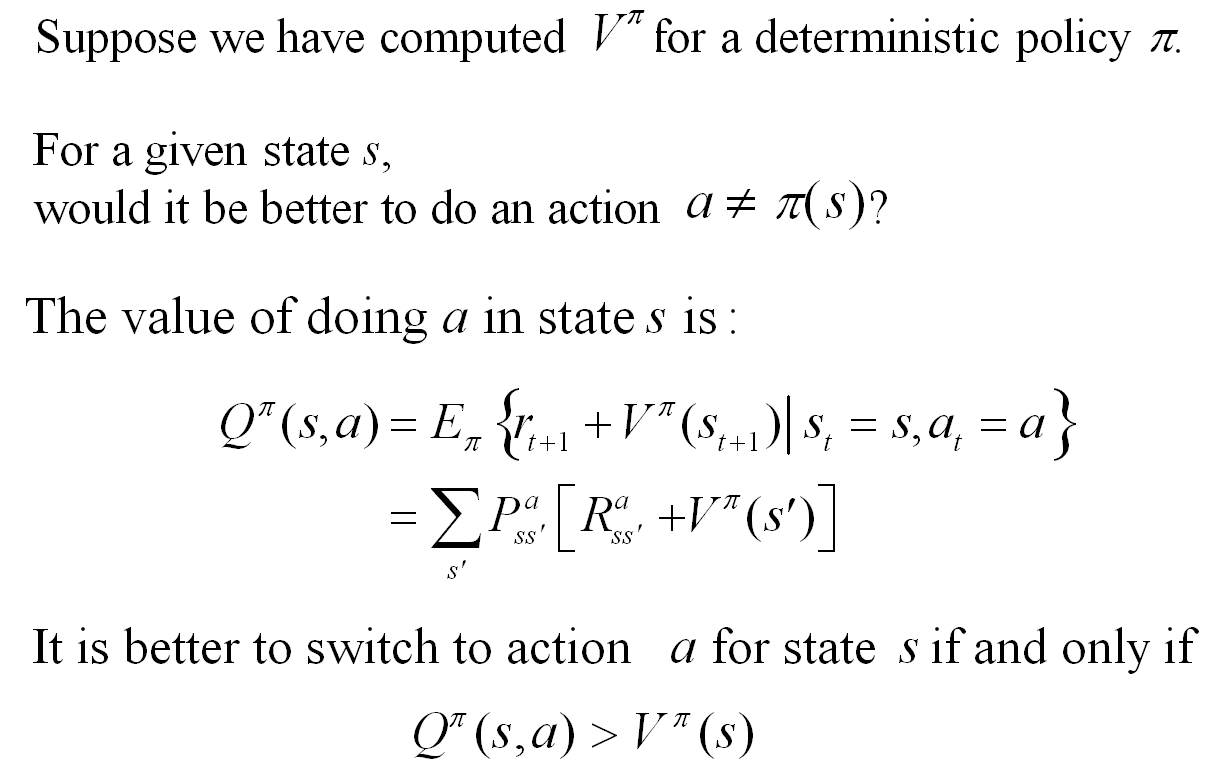 Suppose we have computed V^π for a deterministic policy π.
For a given state s,
would it be better to do an action a ≠ π(s)?
The value of doing a in state s is :
Q^π(s,a) = E_π {r_{t+1} + V^π(s_{t+1}) | s_t = s, a_t = a}
= ∑_{s′} P^a_{ss′} [R^a_{ss′} + V^π(s′)]
It is better to switch to action a for state s if and only if
Q^π(s,a) > V^π(s)